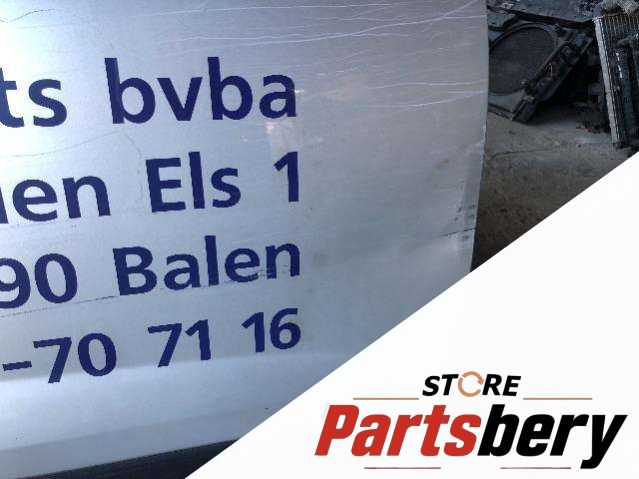 ts bvba
len Els 1
90 Balen
-70 71 16
STORE
Partsbery